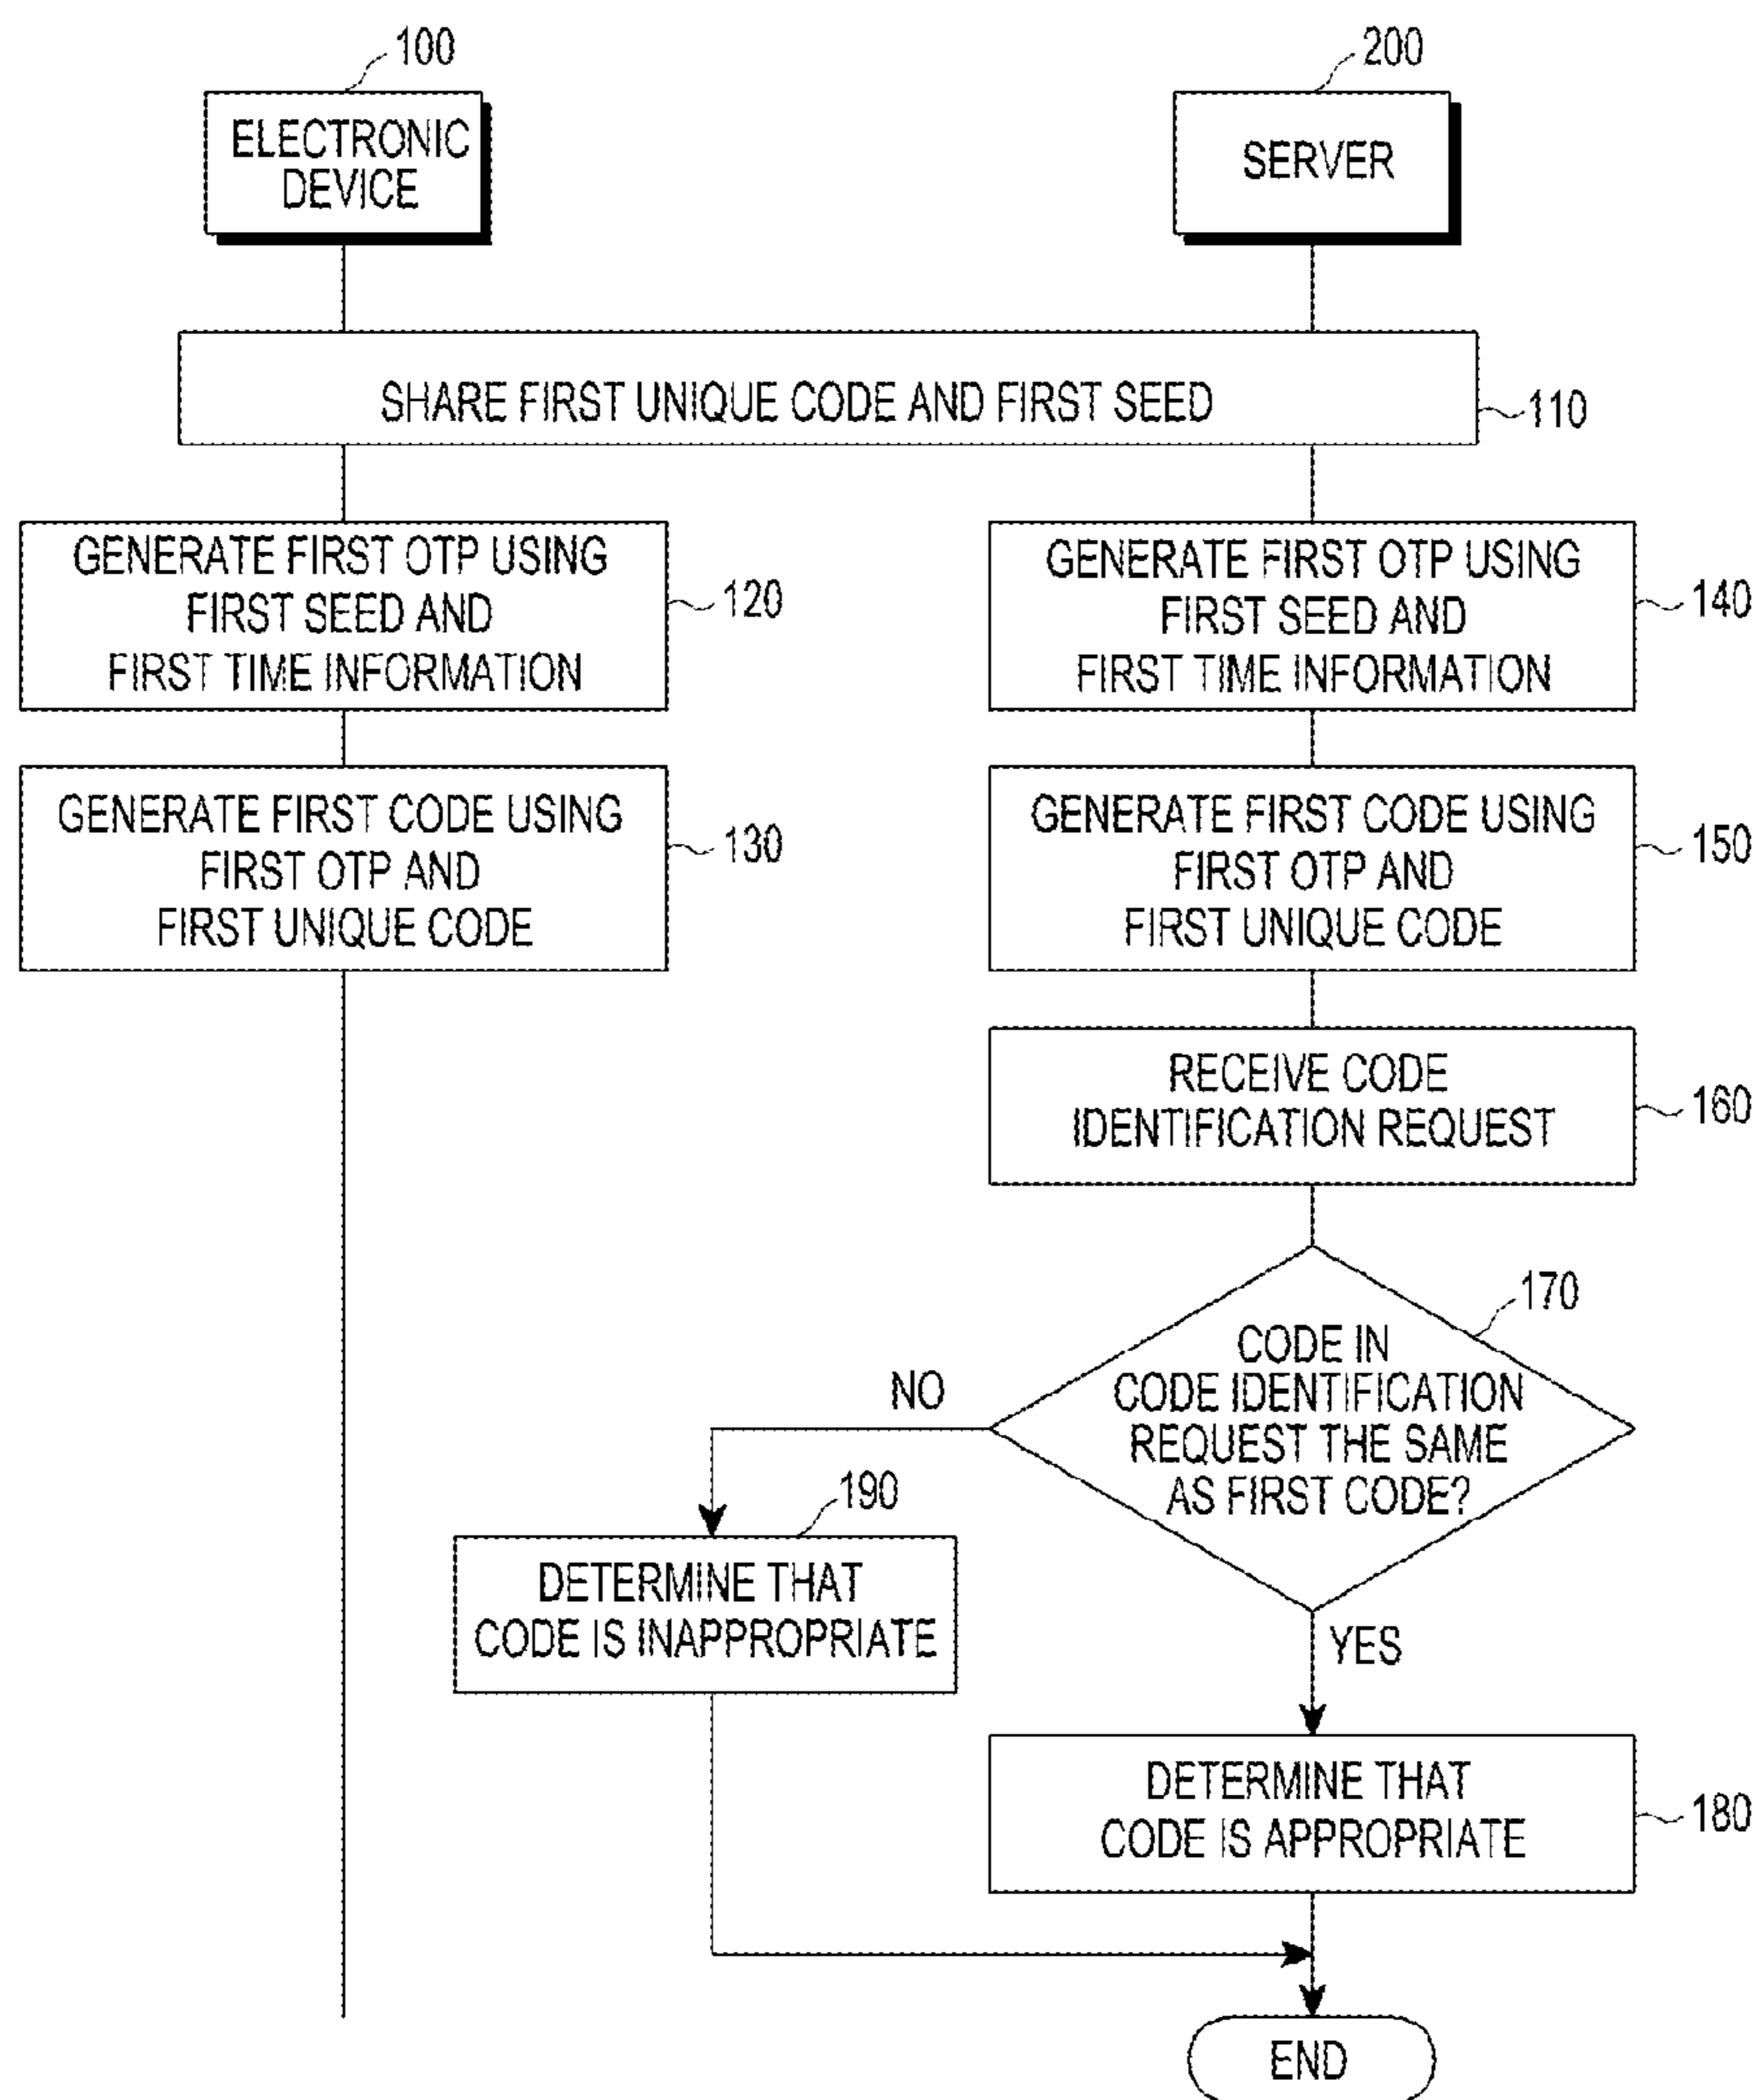 100
ELECTRONIC
DEVICE
200
SERVER
SHARE FIRST UNIQUE CODE AND FIRST SEED
110
GENERATE FIRST OTP USING
FIRST SEED AND
FIRST TIME INFORMATION
120
GENERATE FIRST OTP USING
FIRST SEED AND
FIRST TIME INFORMATION
140
GENERATE FIRST CODE USING
FIRST OTP AND
FIRST UNIQUE CODE
130
GENERATE FIRST CODE USING
FIRST OTP AND
FIRST UNIQUE CODE
150
RECEIVE CODE
IDENTIFICATION REQUEST
160
170
CODE IN
CODE IDENTIFICATION
REQUEST THE SAME
AS FIRST CODE?
NO
190
DETERMINE THAT
CODE IS INAPPROPRIATE
YES
DETERMINE THAT
CODE IS APPROPRIATE
180
END